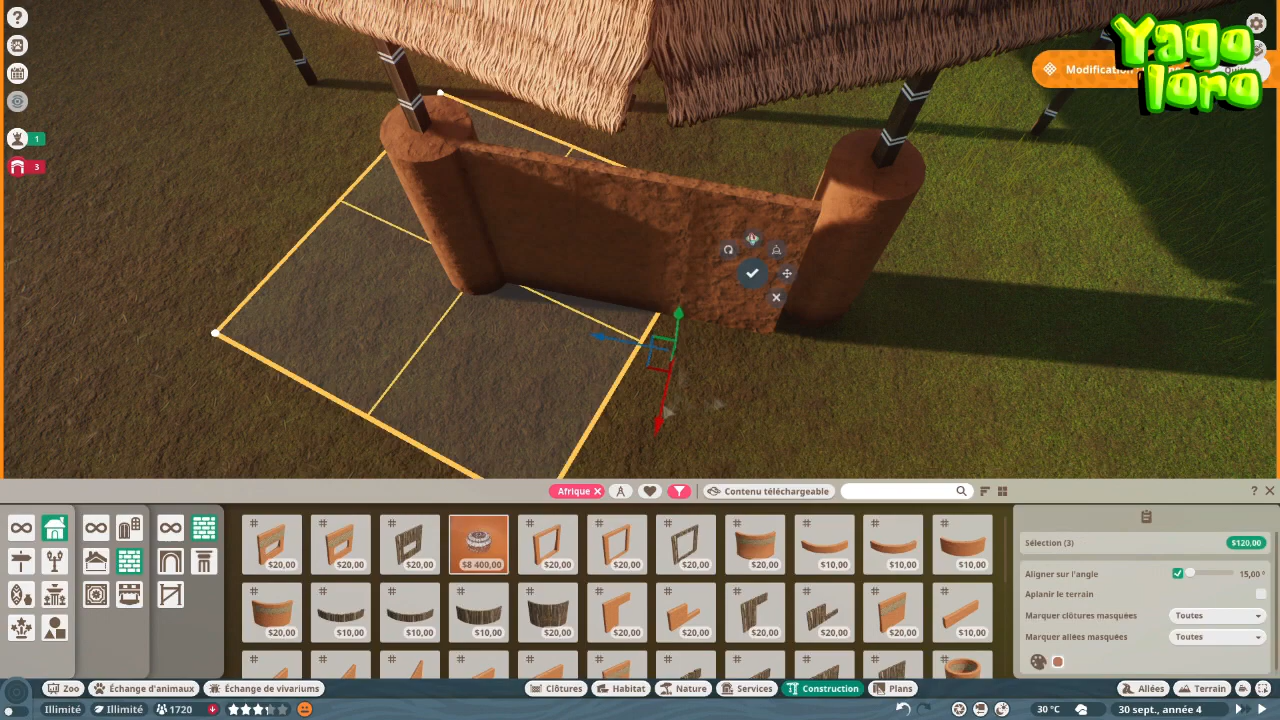 Yago
loro
Modification
1
3
Afrique ×
Contenu téléchargeable
? ×
$20,00 $20,00 $20,00 $8 400,00 $20,00 $20,00 $20,00 $20,00 $10,00 $10,00 $10,00
$20,00 $10,00 $10,00 $10,00 $20,00 $20,00 $20,00 $20,00 $20,00 $20,00 $10,00
Sélection (3) $120,00
Aligner sur l'angle 15,00°
Aplanir le terrain
Marquer clôtures masquées Toutes
Marquer allées masquées Toutes
Zoo Échange d'animaux Échange de vivariums Clôtures Habitat Nature Services Construction Plans Allées Terrain
Illimité Illimité 1720 30 °C 30 sept., année 4